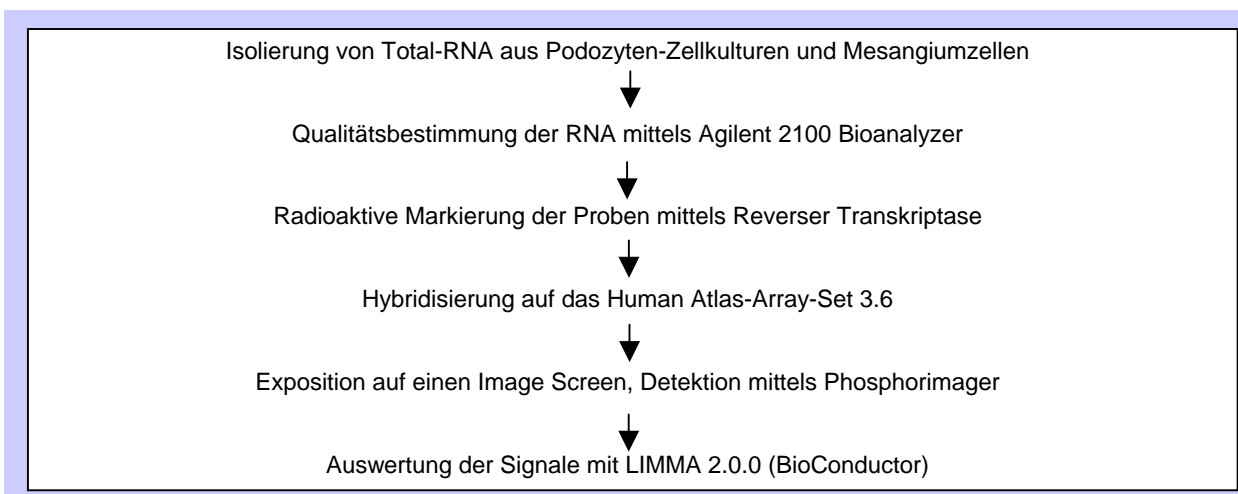 Isolierung von Total-RNA aus Podozyten-Zellkulturen und Mesangiumzellen
Qualitätsbestimmung der RNA mittels Agilent 2100 Bioanalyzer
Radioaktive Markierung der Proben mittels Reverser Transkriptase
Hybridisierung auf das Human Atlas-Array-Set 3.6
Exposition auf einen Image Screen, Detektion mittels Phosphorimager
Auswertung der Signale mit LIMMA 2.0.0 (BioConductor)